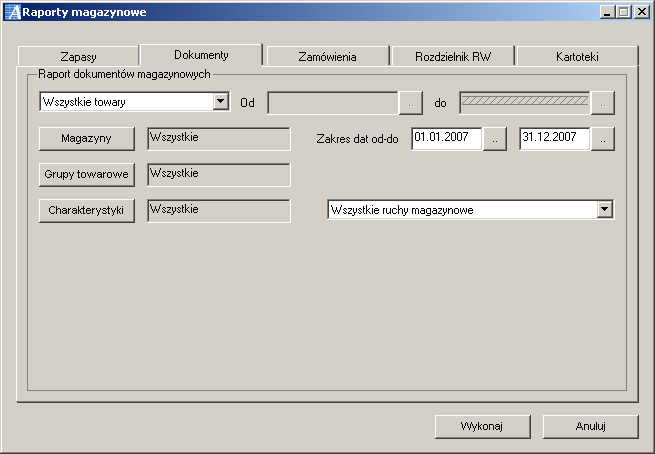 Raporty magazynowe
Zapasy Dokumenty Zamówienia Rozdzielnik RW Kartoteki
Raport dokumentów magazynowych
Wszystkie towary Od .. do ..
Magazyny Wszystkie Zakres dat od-do 01.01.2007 .. 31.12.2007 ..
Grupy towarowe Wszystkie
Charakterystyki Wszystkie Wszystkie ruchy magazynowe
Wykonaj Anuluj